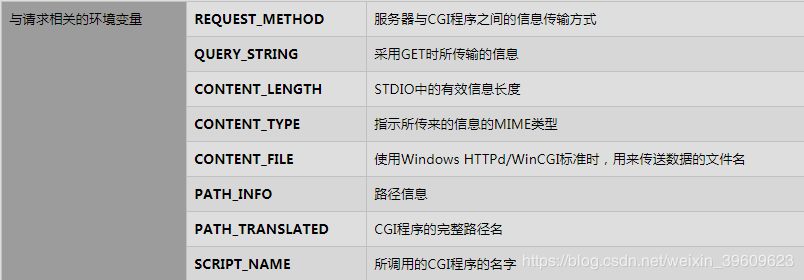 与请求相关的环境变量 REQUEST_METHOD 服务器与CGI程序之间的信息传输方式
QUERY_STRING 采用GET时所传输的信息
CONTENT_LENGTH STDIO中的有效信息长度
CONTENT_TYPE 指示所传来的信息的MIME类型
CONTENT_FILE 使用Windows HTTPd/WinCGI标准时，用来传送数据的文件名
PATH_INFO 路径信息
PATH_TRANSLATED CGI程序的完整路径名
SCRIPT_NAME 所调用的CGI程序的名字
https://blog.csdn.net/weixin_39609623